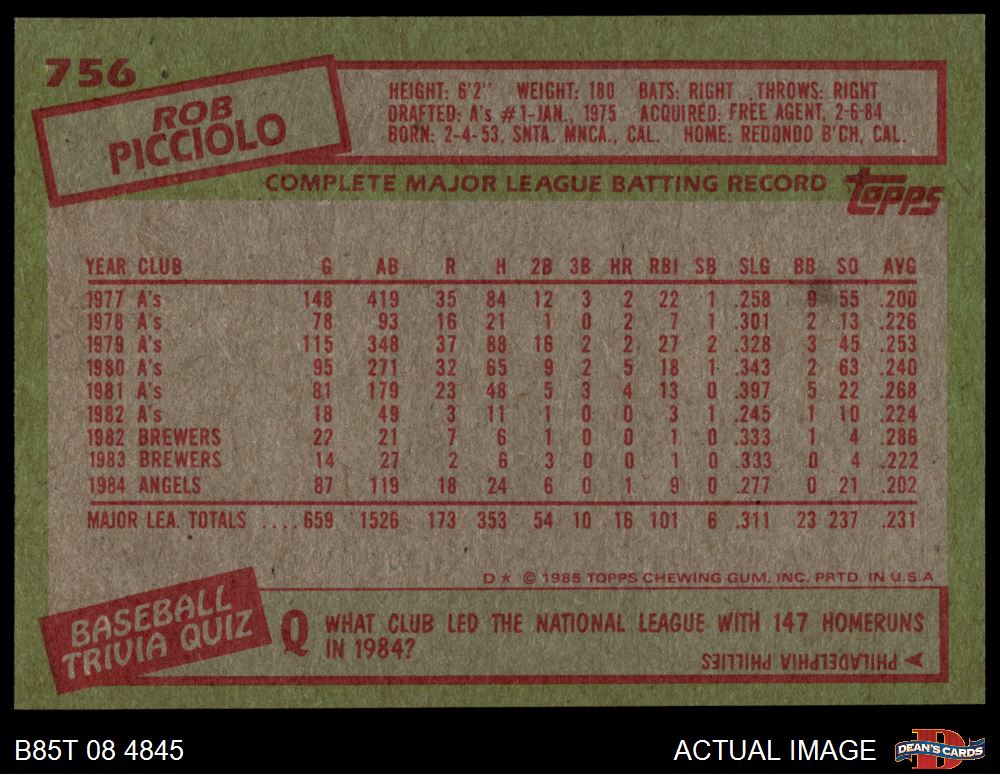 756
ROB
PICCIOLO
HEIGHT: 6'2" WEIGHT: 180 BATS: RIGHT THROWS: RIGHT
DRAFTED: A's #1-JAN., 1975 ACQUIRED: FREE AGENT, 2-6-84
BORN: 2-4-53, SNTA. MNCA., CAL. HOME: REDONDO B'CH, CAL.
COMPLETE MAJOR LEAGUE BATTING RECORD topps
YEAR CLUB G AB R H 2B 3B HR RBI SB SLG BB SO AVG
1977 A's 148 419 35 84 12 3 2 22 1 .258 9 55 .200
1978 A's 78 93 16 21 1 0 2 7 1 .301 2 13 .226
1979 A's 115 348 37 88 16 2 2 27 2 .328 3 45 .253
1980 A's 95 271 32 65 9 2 5 18 1 .343 2 63 .240
1981 A's 81 179 23 48 5 3 4 13 0 .397 5 22 .268
1982 A's 18 49 3 11 1 0 0 3 1 .245 1 10 .224
1982 BREWERS 22 21 7 6 1 0 0 1 0 .333 1 4 .286
1983 BREWERS 14 27 2 6 3 0 0 1 0 .333 0 4 .222
1984 ANGELS 87 119 18 24 6 0 1 9 0 .277 0 21 .202
MAJOR LEA. TOTALS ....659 1526 173 353 54 10 16 101 6 .311 23 237 .231
D* © 1985 TOPPS CHEWING GUM, INC. PRTD. IN U.S.A
BASEBALL
TRIVIA QUIZ
Q WHAT CLUB LED THE NATIONAL LEAGUE WITH 147 HOMERUNS
IN 1984?
PHILADELPHIA PHILLIES
B85T 08 4845
ACTUAL IMAGE
D
DEAN'S CARDS